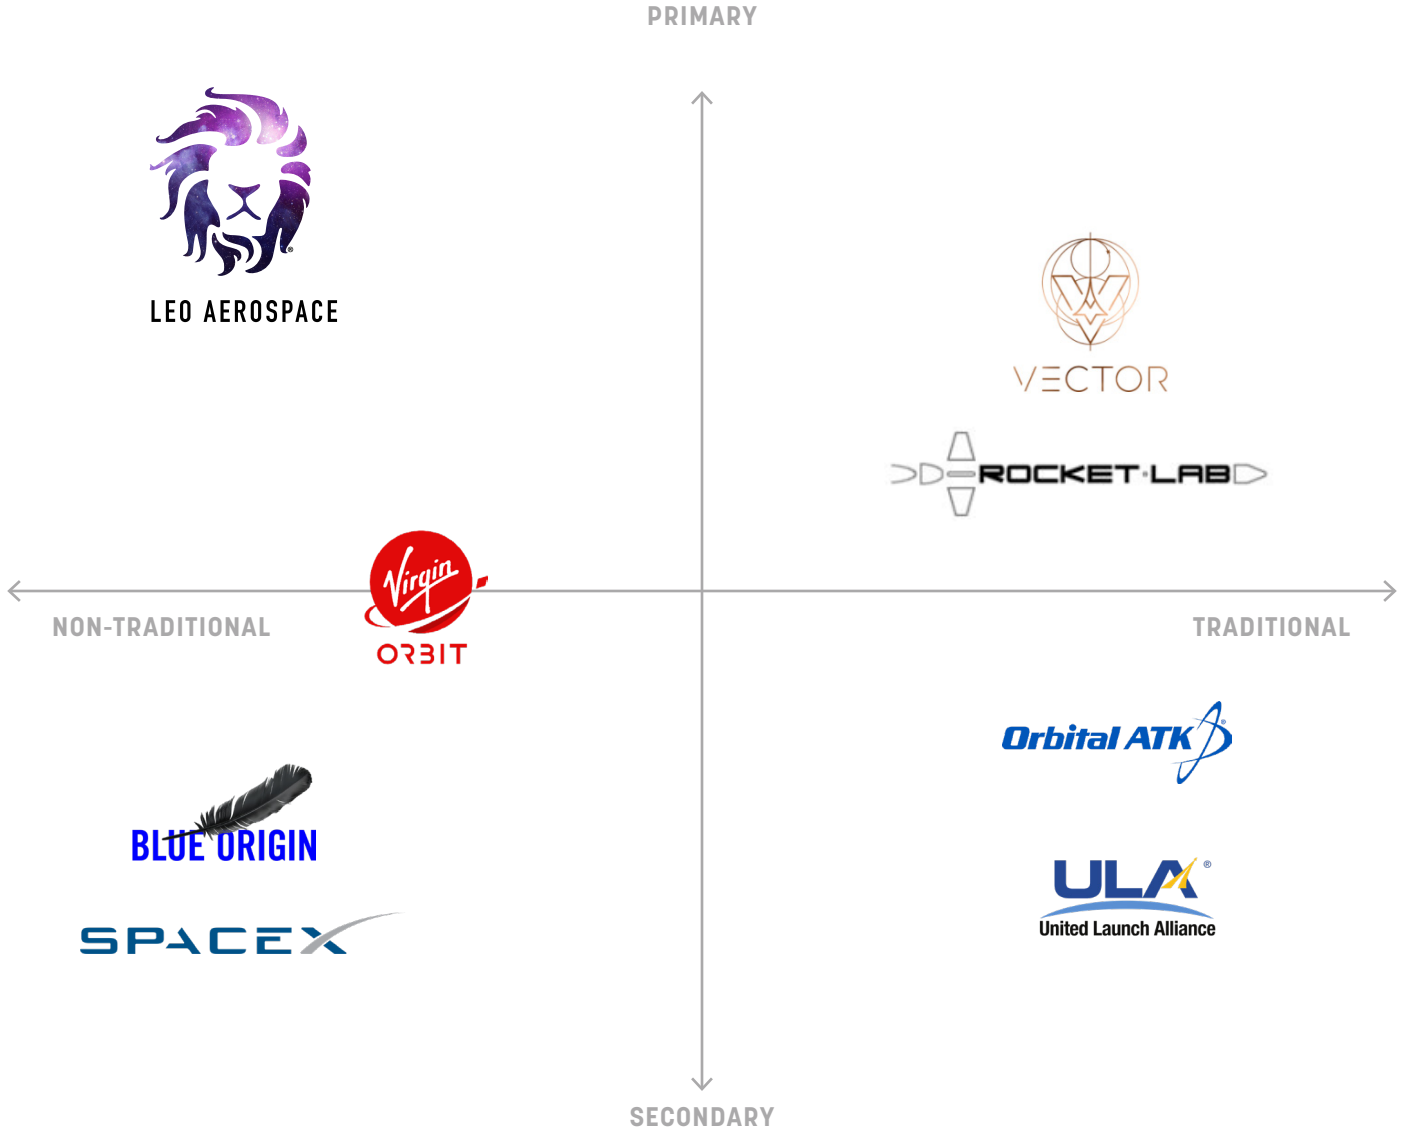 PRIMARY
LEO AEROSPACE
VECTOR
ROCKET·LAB
Virgin
ORBIT
NON-TRADITIONAL
TRADITIONAL
Orbital ATK
BLUE ORIGIN
ULA
United Launch Alliance
SPACEX
SECONDARY